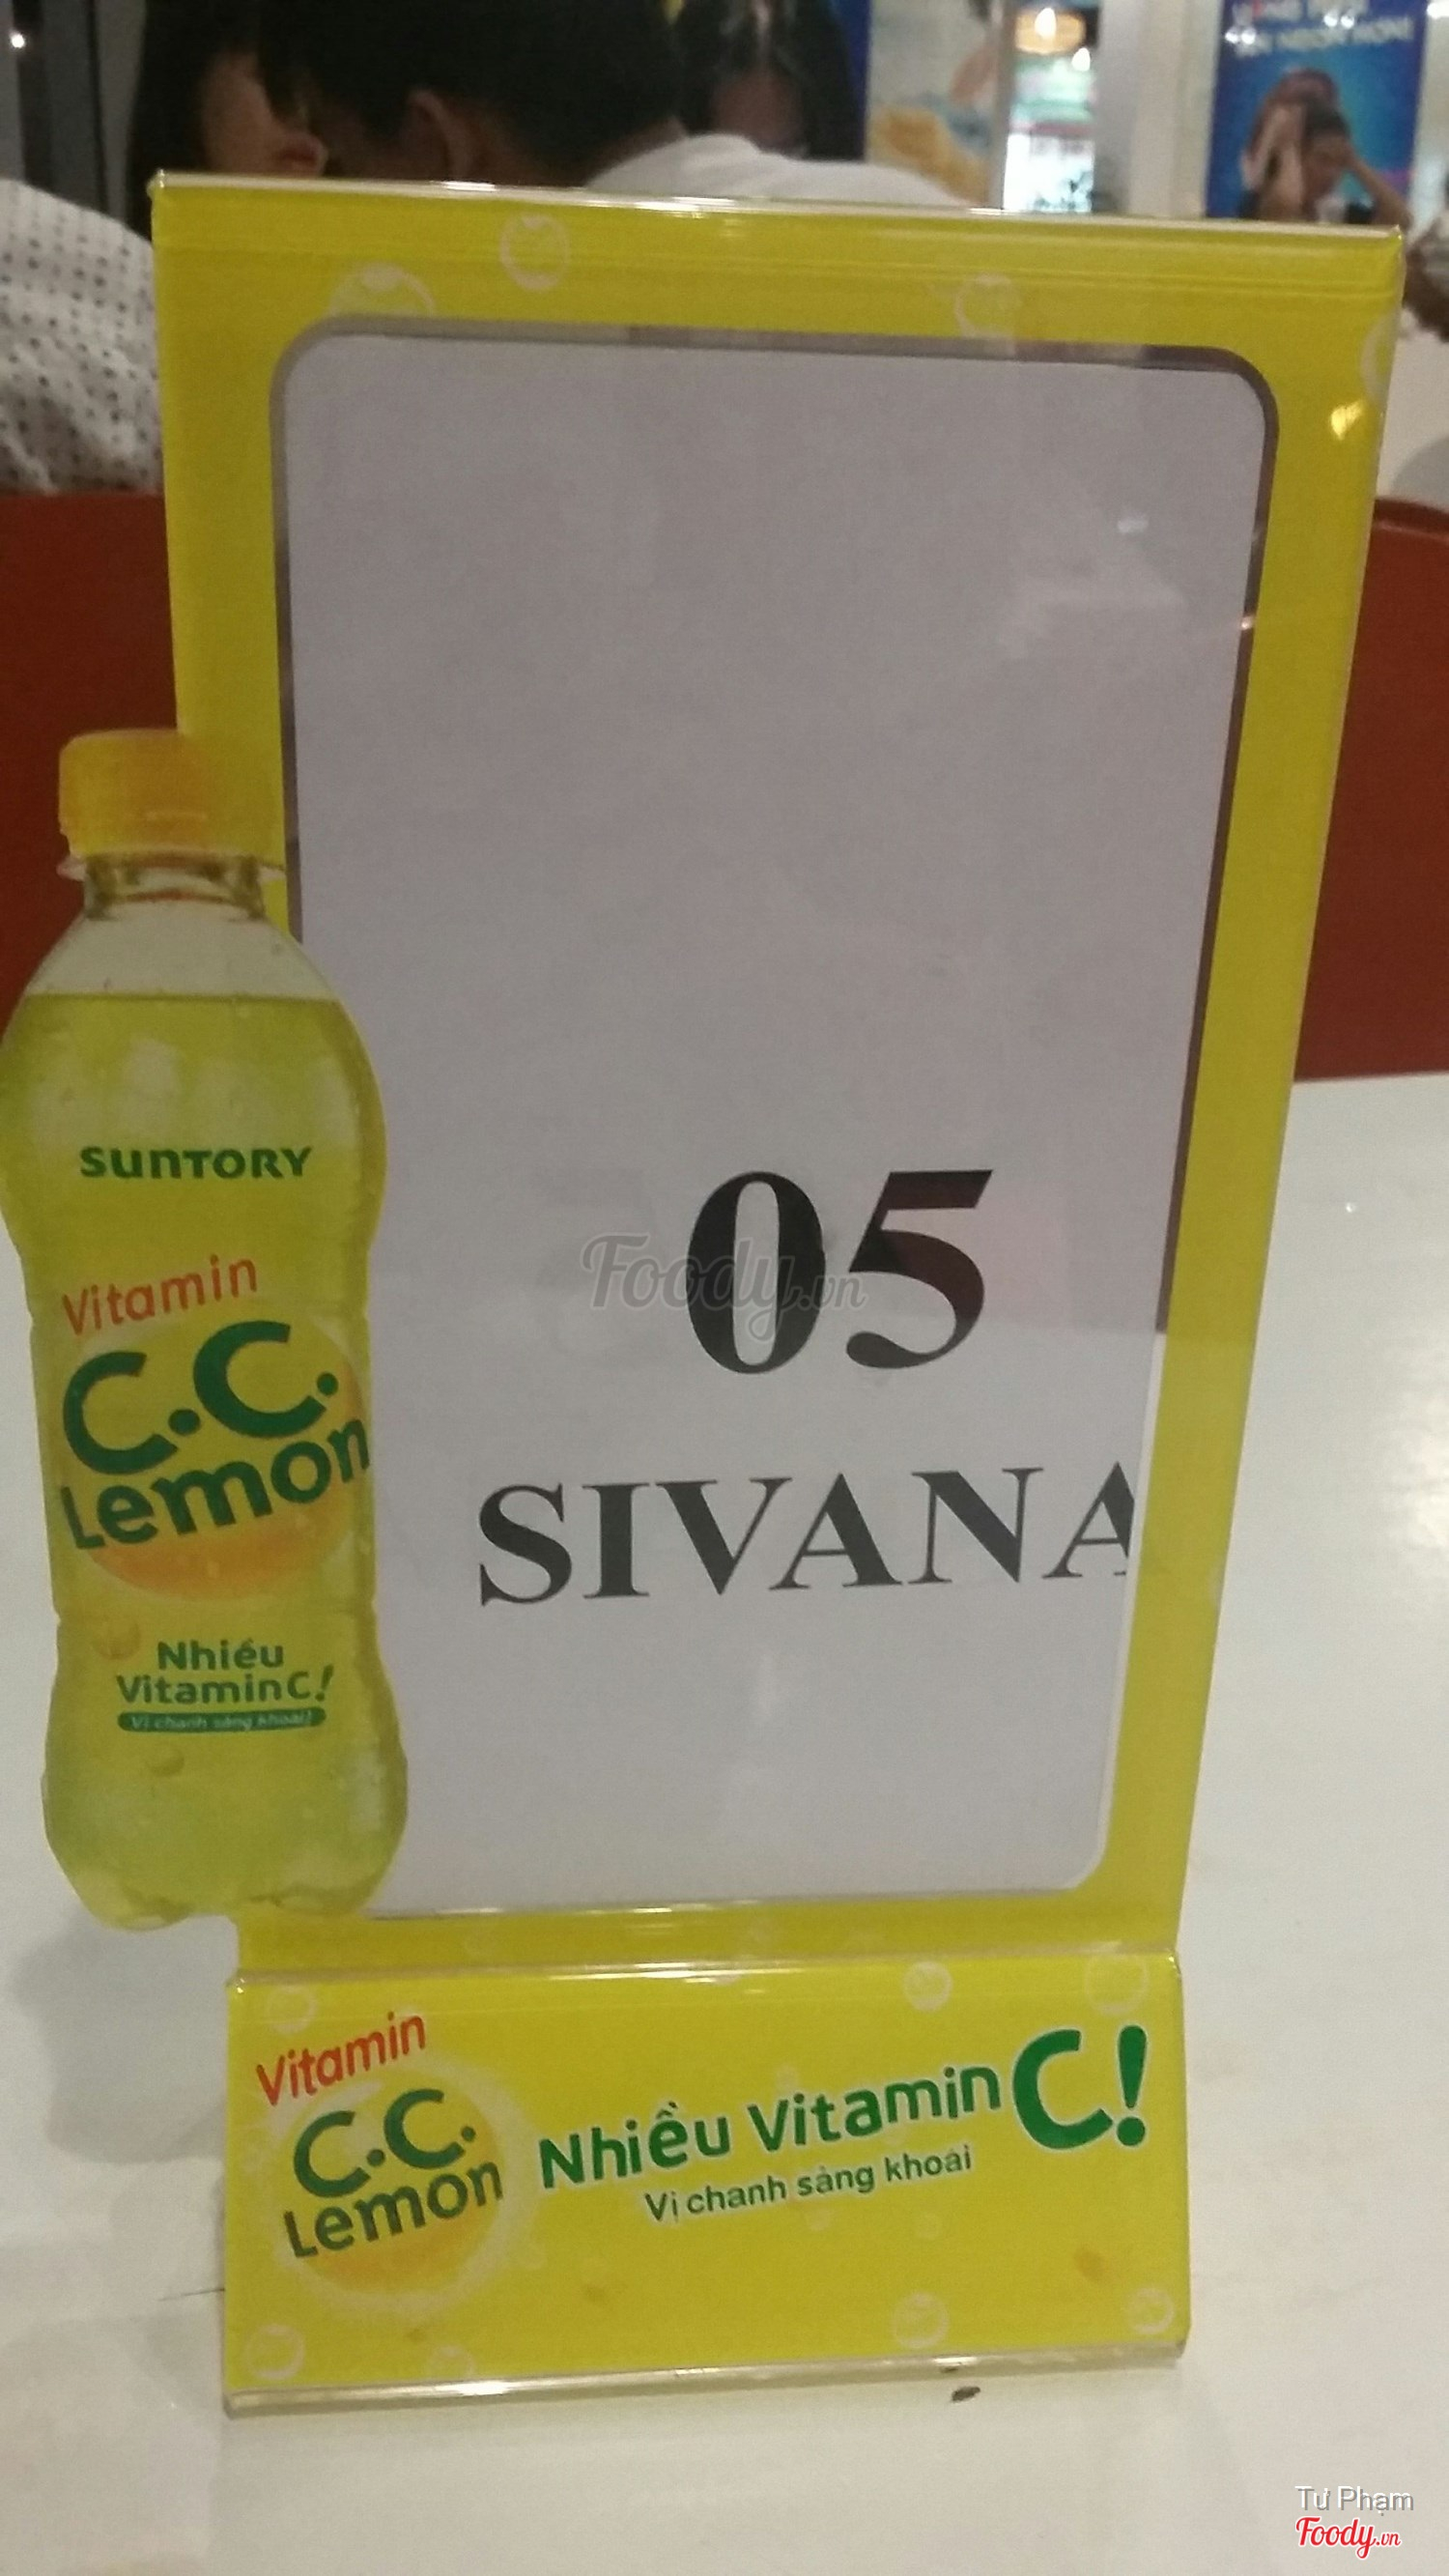 SUNTORY
Vitamin
C.C.
Lemon
Nhiều
Vitamin C!
Vị chanh sảng khoái!
05
SIVANA
Foody.vn
Vitamin
C.C.
Lemon
Nhiều Vitamin C!
Vị chanh sảng khoái
Tư Phạm
Foody.vn